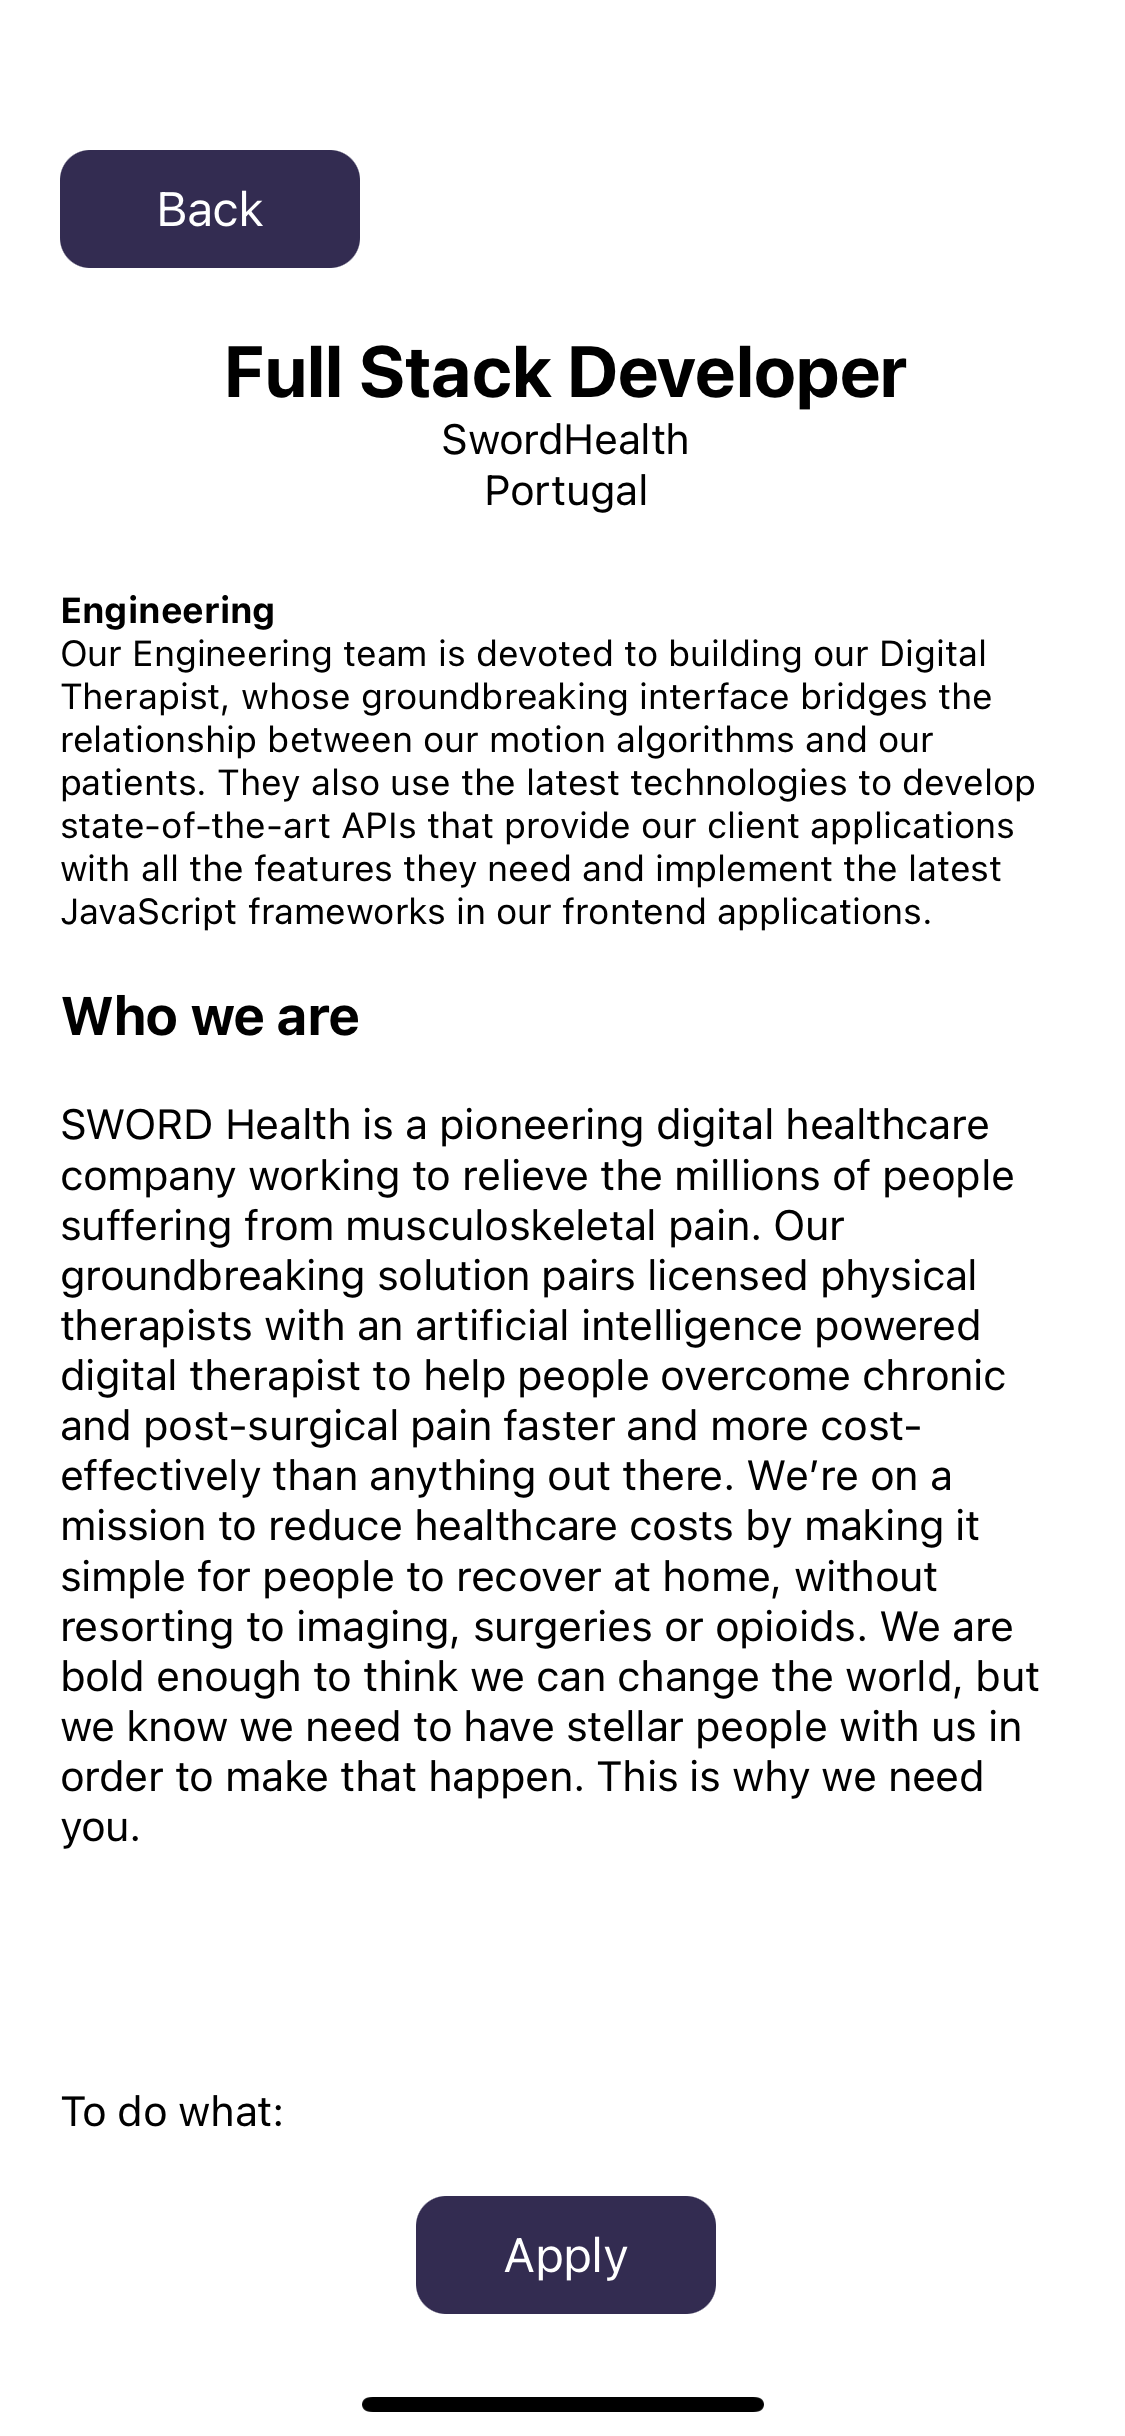 Back
Full Stack Developer
SwordHealth
Portugal
Engineering
Our Engineering team is devoted to building our Digital
Therapist, whose groundbreaking interface bridges the
relationship between our motion algorithms and our
patients. They also use the latest technologies to develop
state-of-the-art APIs that provide our client applications
with all the features they need and implement the latest
JavaScript frameworks in our frontend applications.
Who we are
SWORD Health is a pioneering digital healthcare
company working to relieve the millions of people
suffering from musculoskeletal pain. Our
groundbreaking solution pairs licensed physical
therapists with an artificial intelligence powered
digital therapist to help people overcome chronic
and post-surgical pain faster and more cost-
effectively than anything out there. We’re on a
mission to reduce healthcare costs by making it
simple for people to recover at home, without
resorting to imaging, surgeries or opioids. We are
bold enough to think we can change the world, but
we know we need to have stellar people with us in
order to make that happen. This is why we need
you.
To do what:
Apply